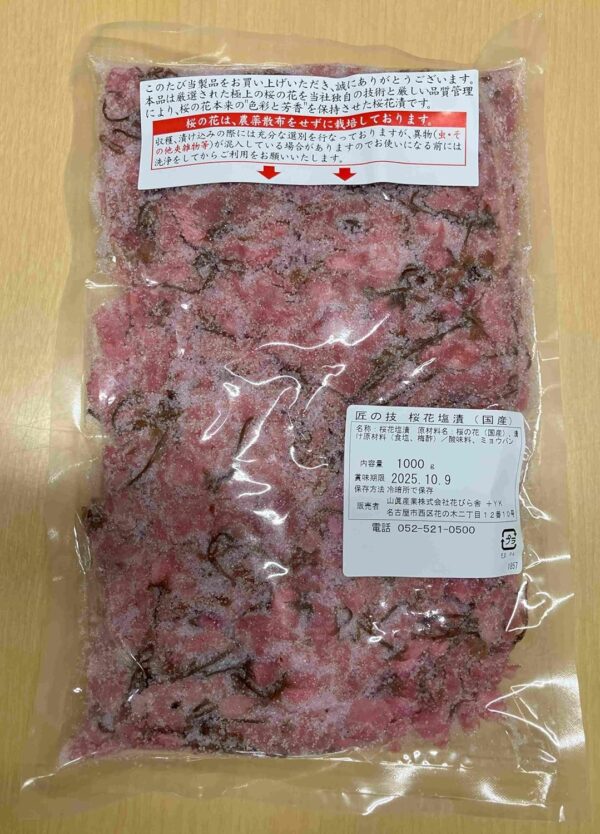 このたび当製品をお買い上げいただき、誠にありがとうございます。
本品は厳選された極上の桜の花を当社独自の技術と厳しい品質管理
により、桜の花本来の"色彩と芳香"を保持させた桜花漬です。
桜の花は、農薬散布をせずに栽培しております。
収穫、漬け込みの際には充分な選別を行なっておりますが、異物(虫・そ
の他夾雑物等)が混入している場合がありますのでお使いになる前には
洗浄をしてからご利用をお願いいたします。
匠の技 桜花塩漬(国産)
名称:桜花塩漬 原材料名:桜の花(国産)、漬
け原材料(食塩、梅酢)/酸味料、ミョウバン
内容量 1000g
賞味期限 2025.10.9
保存方法 冷暗所で保存
販売者 山眞産業株式会社花びら舎 +YK
名古屋市西区花の木二丁目12番10号
電話 052-521-0500
プラ
1057